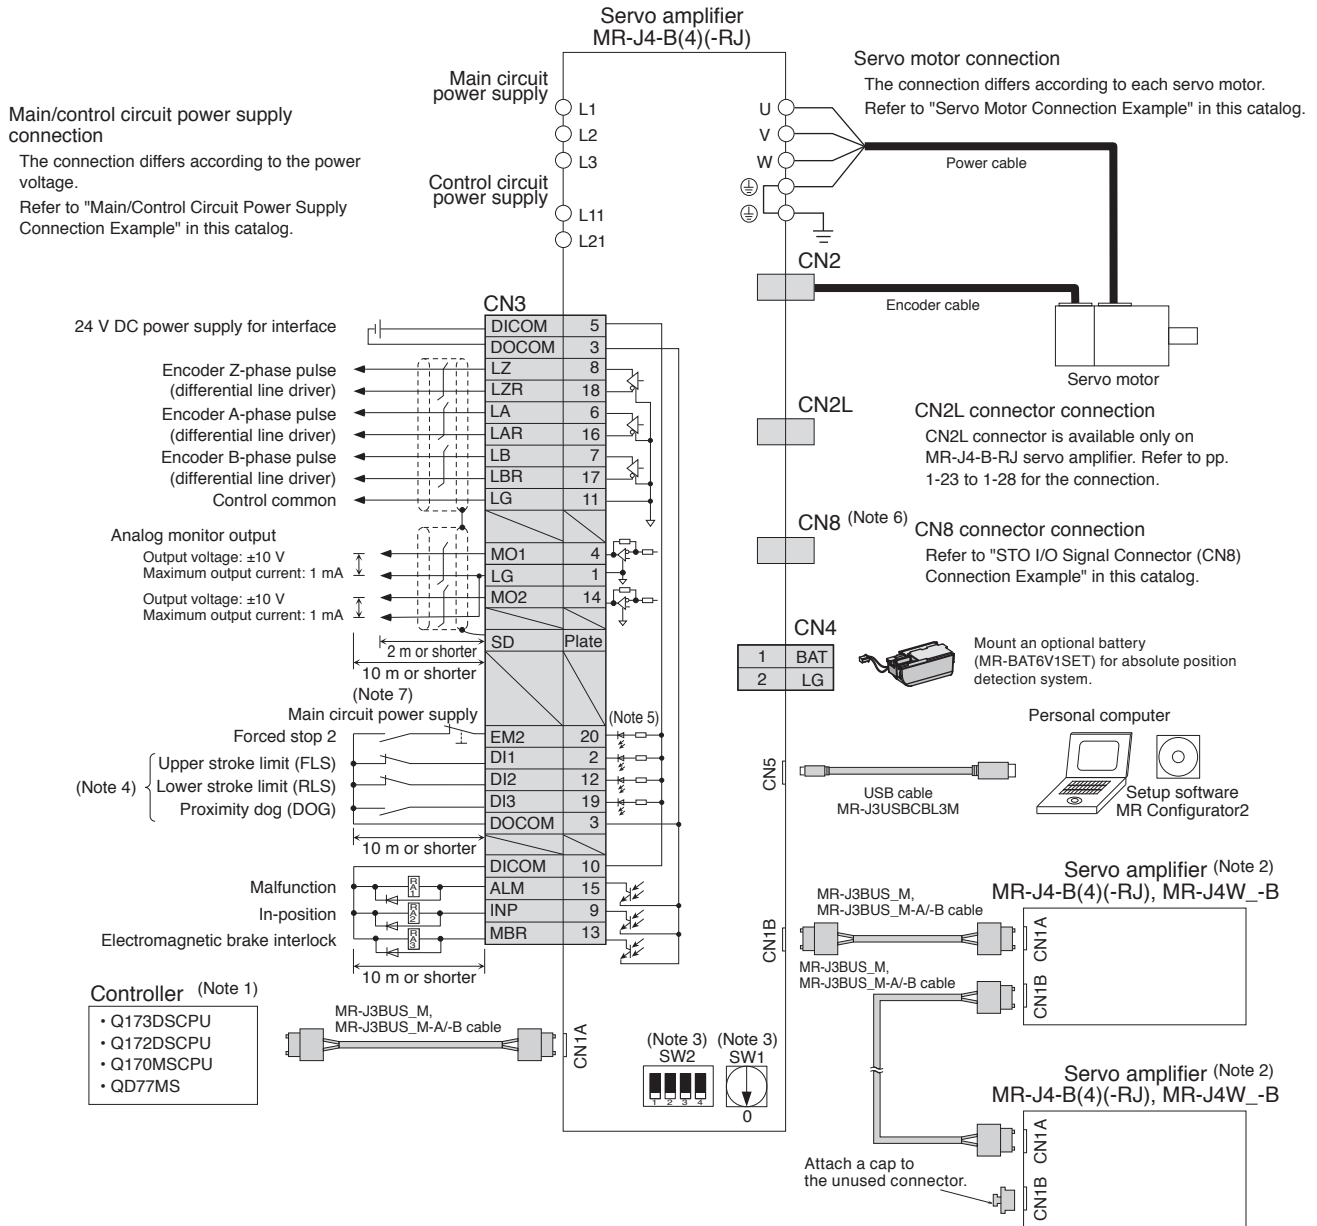 Servo amplifier
MR-J4-B(4)(-RJ)
Main/control circuit power supply
connection
The connection differs according to the power
voltage.
Refer to "Main/Control Circuit Power Supply
Connection Example" in this catalog.
Main circuit
power supply
L1
L2
L3
Control circuit
power supply
L11
L21
U
V
W
Servo motor connection
The connection differs according to each servo motor.
Refer to "Servo Motor Connection Example" in this catalog.
Power cable
CN2
Encoder cable
Servo motor
CN2L
CN2L connector connection
CN2L connector is available only on
MR-J4-B-RJ servo amplifier. Refer to pp.
1-23 to 1-28 for the connection.
CN8 (Note 6)
CN8 connector connection
Refer to "STO I/O Signal Connector (CN8)
Connection Example" in this catalog.
CN4
1 BAT
2 LG
Mount an optional battery
(MR-BAT6V1SET) for absolute position
detection system.
CN3
24 V DC power supply for interface
DICOM 5
DOCOM 3
Encoder Z-phase pulse
(differential line driver)
LZ 8
LZR 18
Encoder A-phase pulse
(differential line driver)
LA 6
LAR 16
Encoder B-phase pulse
(differential line driver)
LB 7
LBR 17
Control common
LG 11
Analog monitor output
Output voltage: ±10 V
Maximum output current: 1 mA
MO1 4
LG 1
Output voltage: ±10 V
Maximum output current: 1 mA
MO2 14
SD Plate
2 m or shorter
10 m or shorter
(Note 7)
Main circuit power supply
(Note 5)
Forced stop 2
EM2 20
(Note 4)
Upper stroke limit (FLS)
DI1 2
Lower stroke limit (RLS)
DI2 12
Proximity dog (DOG)
DI3 19
DOCOM 3
10 m or shorter
DICOM 10
Malfunction
RA1
ALM 15
In-position
RA2
INP 9
Electromagnetic brake interlock
RA3
MBR 13
10 m or shorter
Controller (Note 1)
• Q173DSCPU
• Q172DSCPU
• Q170MSCPU
• QD77MS
MR-J3BUS_M,
MR-J3BUS_M-A/-B cable
CN1A
(Note 3)
SW2
1 2 3 4
(Note 3)
SW1
0
CN5
USB cable
MR-J3USBCBL3M
Personal computer
Setup software
MR Configurator2
CN1B
MR-J3BUS_M,
MR-J3BUS_M-A/-B cable
MR-J3BUS_M,
MR-J3BUS_M-A/-B cable
Servo amplifier (Note 2)
MR-J4-B(4)(-RJ), MR-J4W_-B
CN1A
CN1B
Servo amplifier (Note 2)
MR-J4-B(4)(-RJ), MR-J4W_-B
CN1A
CN1B
Attach a cap to
the unused connector.